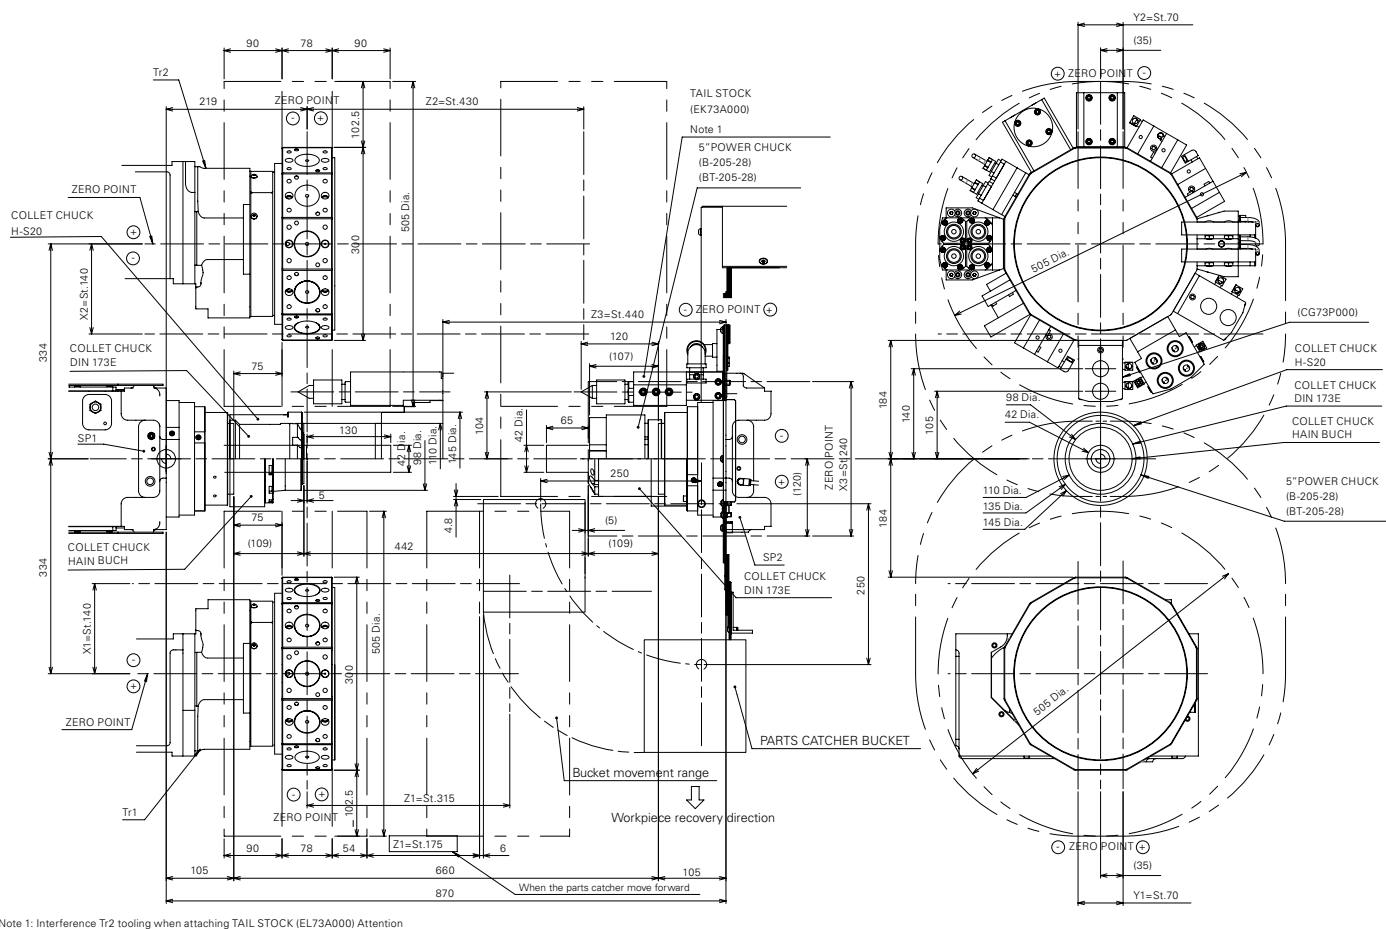 Y2=St.70
(35)
+ ZERO POINT -
90
78
90
Tr2
219
ZERO POINT
- +
Z2=St.430
102.5
TAIL STOCK
(EK73A000)
Note 1
5"POWER CHUCK
(B-205-28)
(BT-205-28)
ZERO POINT
COLLET CHUCK
H-S20
+
-
505 Dia.
300
505 Dia.
X2=St.140
334
- ZERO POINT +
Z3=St.440
120
(107)
(CG73P000)
COLLET CHUCK
H-S20
COLLET CHUCK
DIN 173E
COLLET CHUCK
HAIN BUCH
COLLET CHUCK
DIN 173E
75
184
140
105
98 Dia.
42 Dia.
SP1
130
42 Dia.
98 Dia.
110 Dia.
145 Dia.
104
42 Dia.
65
250
-
+
(120)
ZERO POINT
X3=St.240
110 Dia.
135 Dia.
145 Dia.
5"POWER CHUCK
(B-205-28)
(BT-205-28)
184
5
75
(109)
442
4.8
(5)
(109)
COLLET CHUCK
HAIN BUCH
SP2
COLLET CHUCK
DIN 173E
250
334
X1=St.140
-
+
ZERO POINT
505 Dia.
300
505 Dia.
PARTS CATCHER BUCKET
Bucket movement range
Workpiece recovery direction
Tr1
- +
ZERO POINT
102.5
Z1=St.315
Z1=St.175
90
78
54
6
- ZERO POINT +
(35)
105
660
105
When the parts catcher move forward
870
Y1=St.70
Note 1: Interference Tr2 tooling when attaching TAIL STOCK (EL73A000) Attention